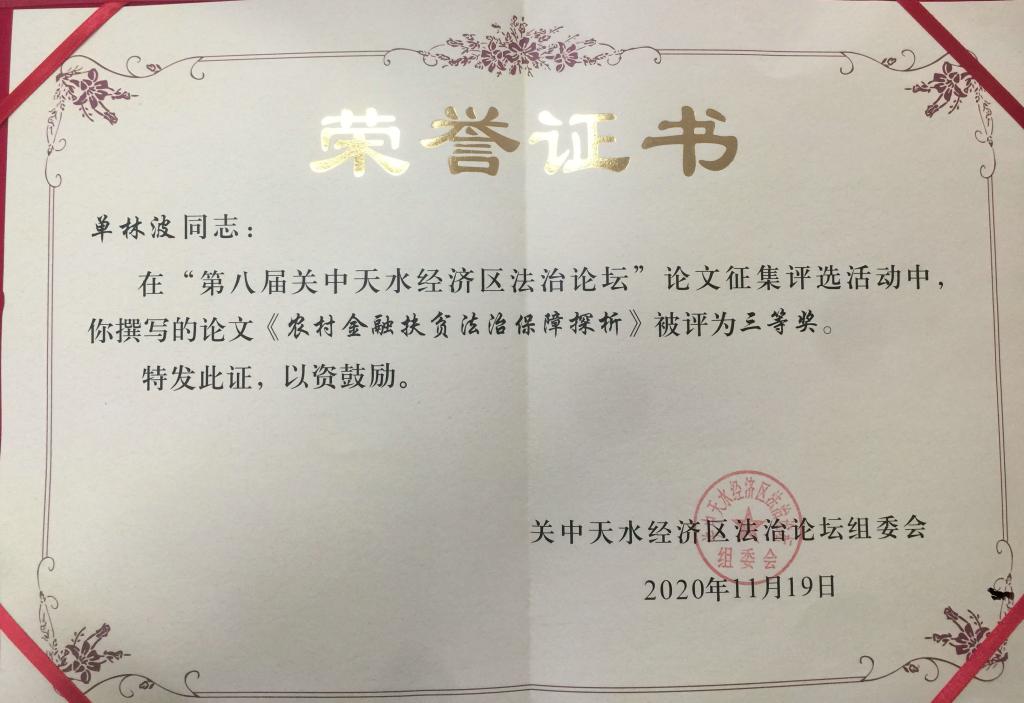 荣誉证书
单林波同志：
在“第八届关中天水经济区法治论坛”论文征集评选活动中，
你撰写的论文《农村金融扶贫法治保障探析》被评为三等奖。
特发此证，以资鼓励。
关中天水经济区法治论坛组委会
组委会
2020年11月19日